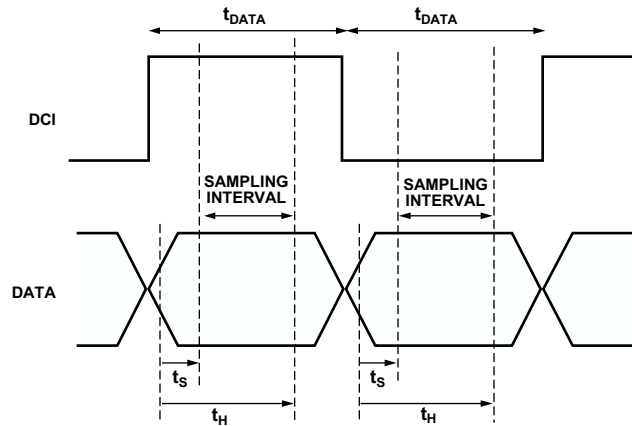 tDATA tDATA
DCI
SAMPLING INTERVAL SAMPLING INTERVAL
DATA
tS tS
tH tH